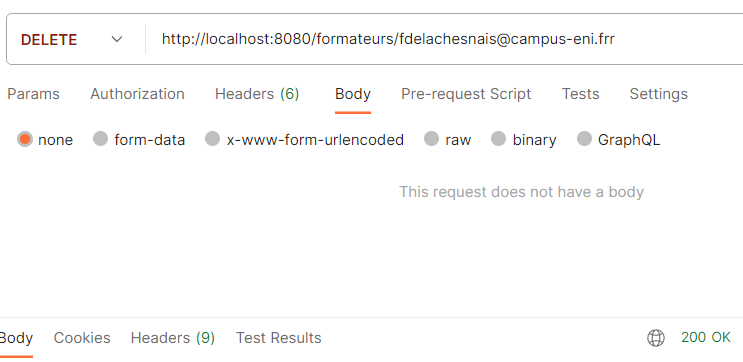 DELETE http://localhost:8080/formateurs/fdelachesnais@campus-eni.frr
Params Authorization Headers (6) Body Pre-request Script Tests Settings
none form-data x-www-form-urlencoded raw binary GraphQL
This request does not have a body
Body Cookies Headers (9) Test Results 200 OK